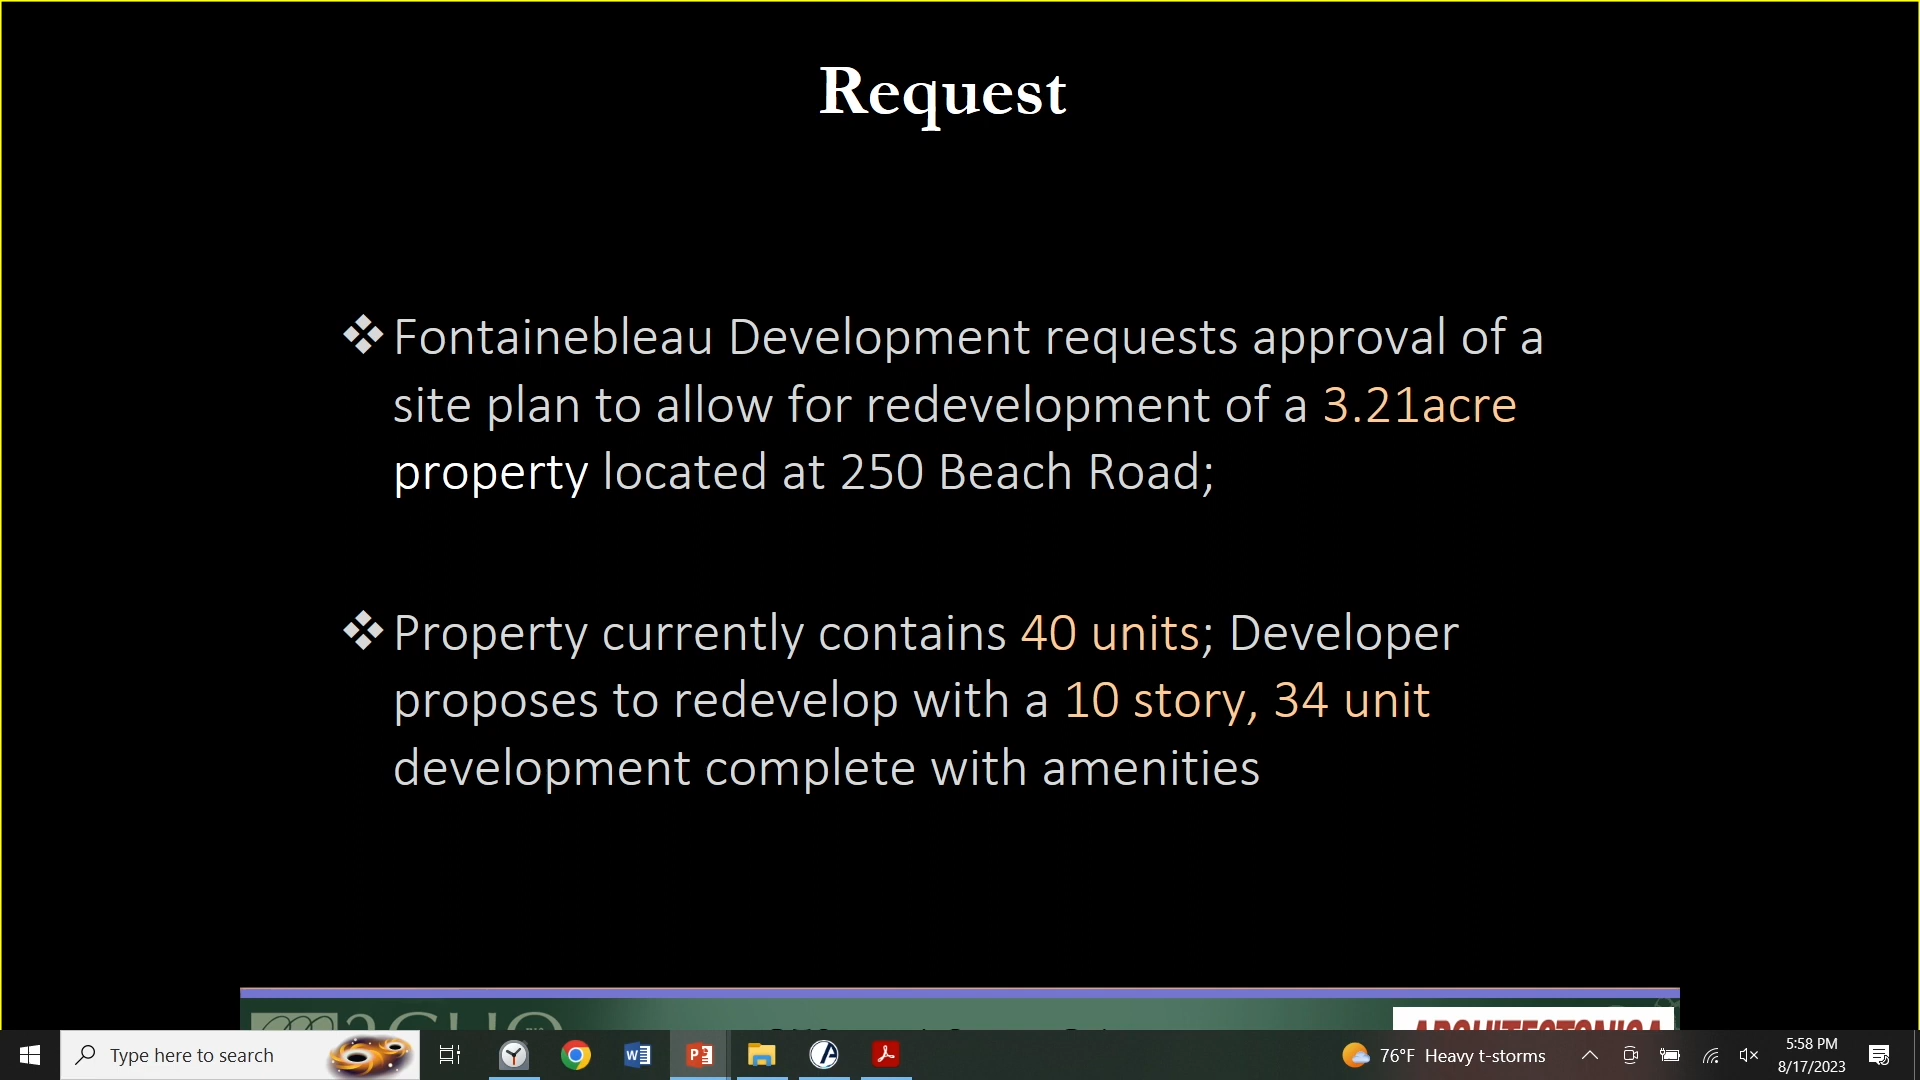 Request
❖Fontainebleau Development requests approval of a
site plan to allow for redevelopment of a 3.21acre
property located at 250 Beach Road;
❖Property currently contains 40 units; Developer
proposes to redevelop with a 10 story, 34 unit
development complete with amenities
ARQUITECTONICA
Type here to search
76°F Heavy t-storms
5:58 PM
8/17/2023